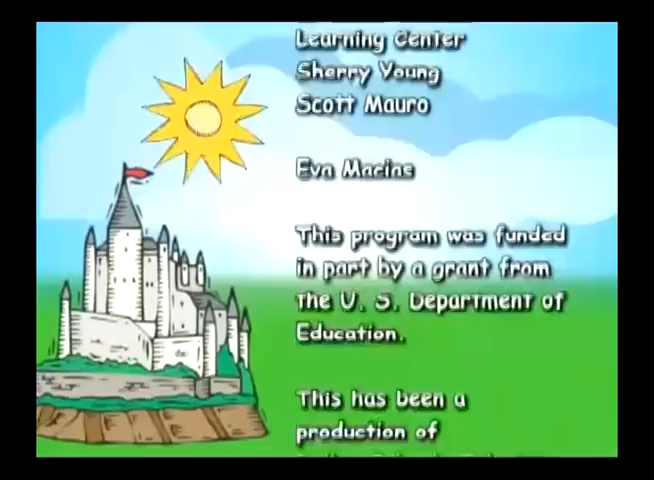 Learning Center
Sherry Young
Scott Mauro
Eva
This program was funded
in part by a grant from
the U. S. Department of
Education.
This has been a
production of